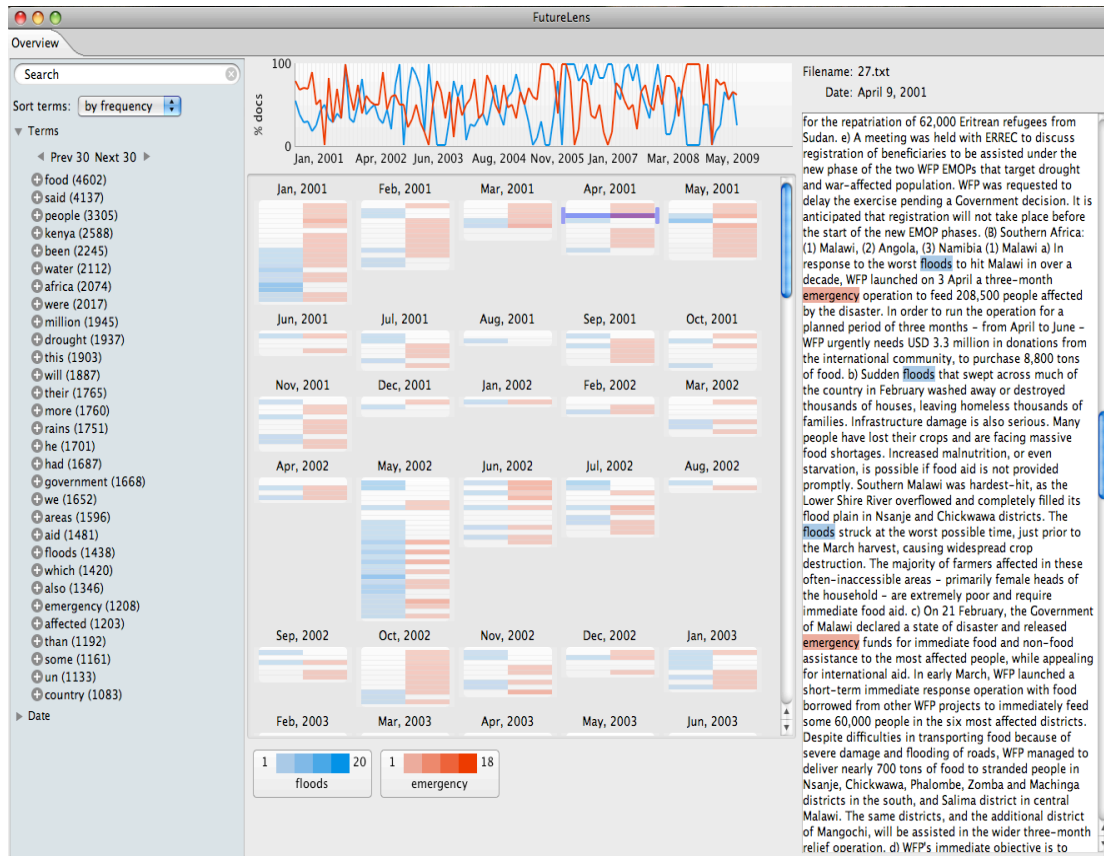 FutureLens
Overview
Search
Sort terms: by frequency
Terms
Prev 30 Next 30
food (4602)
said (4137)
people (3305)
kenya (2588)
been (2245)
water (2112)
africa (2074)
were (2017)
million (1945)
drought (1937)
this (1903)
will (1887)
their (1765)
more (1760)
rains (1751)
he (1701)
had (1687)
government (1668)
we (1652)
areas (1596)
aid (1481)
floods (1438)
which (1420)
also (1346)
emergency (1208)
affected (1203)
than (1192)
some (1161)
un (1133)
country (1083)
Date
100
% docs
0
Jan, 2001 Apr, 2002 Jun, 2003 Aug, 2004 Nov, 2005 Jan, 2007 Mar, 2008 May, 2009
Jan, 2001 Feb, 2001 Mar, 2001 Apr, 2001 May, 2001
Jun, 2001 Jul, 2001 Aug, 2001 Sep, 2001 Oct, 2001
Nov, 2001 Dec, 2001 Jan, 2002 Feb, 2002 Mar, 2002
Apr, 2002 May, 2002 Jun, 2002 Jul, 2002 Aug, 2002
Sep, 2002 Oct, 2002 Nov, 2002 Dec, 2002 Jan, 2003
Feb, 2003 Mar, 2003 Apr, 2003 May, 2003 Jun, 2003
1 20
floods
1 18
emergency
Filename: 27.txt
Date: April 9, 2001
for the repatriation of 62,000 Eritrean refugees from
Sudan. e) A meeting was held with ERREC to discuss
registration of beneficiaries to be assisted under the
new phase of the two WFP EMOPs that target drought
and war-affected population. WFP was requested to
delay the exercise pending a Government decision. It is
anticipated that registration will not take place before
the start of the new EMOP phases. (B) Southern Africa:
(1) Malawi, (2) Angola, (3) Namibia (1) Malawi a) In
response to the worst floods to hit Malawi in over a
decade, WFP launched on 3 April a three-month
emergency operation to feed 208,500 people affected
by the disaster. In order to run the operation for a
planned period of three months - from April to June -
WFP urgently needs USD 3.3 million in donations from
the international community, to purchase 8,800 tons
of food. b) Sudden floods that swept across much of
the country in February washed away or destroyed
thousands of houses, leaving homeless thousands of
families. Infrastructure damage is also serious. Many
people have lost their crops and are facing massive
food shortages. Increased malnutrition, or even
starvation, is possible if food aid is not provided
promptly. Southern Malawi was hardest-hit, as the
Lower Shire River overflowed and completely filled its
flood plain in Nsanje and Chickwawa districts. The
floods struck at the worst possible time, just prior to
the March harvest, causing widespread crop
destruction. The majority of farmers affected in these
often-inaccessible areas - primarily female heads of
the household - are extremely poor and require
immediate food aid. c) On 21 February, the Government
of Malawi declared a state of disaster and released
emergency funds for immediate food and non-food
assistance to the most affected people, while appealing
for international aid. In early March, WFP launched a
short-term immediate response operation with food
borrowed from other WFP projects to immediately feed
some 60,000 people in the six most affected districts.
Despite difficulties in transporting food because of
severe damage and flooding of roads, WFP managed to
deliver nearly 700 tons of food to stranded people in
Nsanje, Chickwawa, Phalombe, Zomba and Machinga
districts in the south, and Salima district in central
Malawi. The same districts, and the additional district
of Mangochi, will be assisted in the wider three-month
relief operation. d) WFP's immediate objective is to